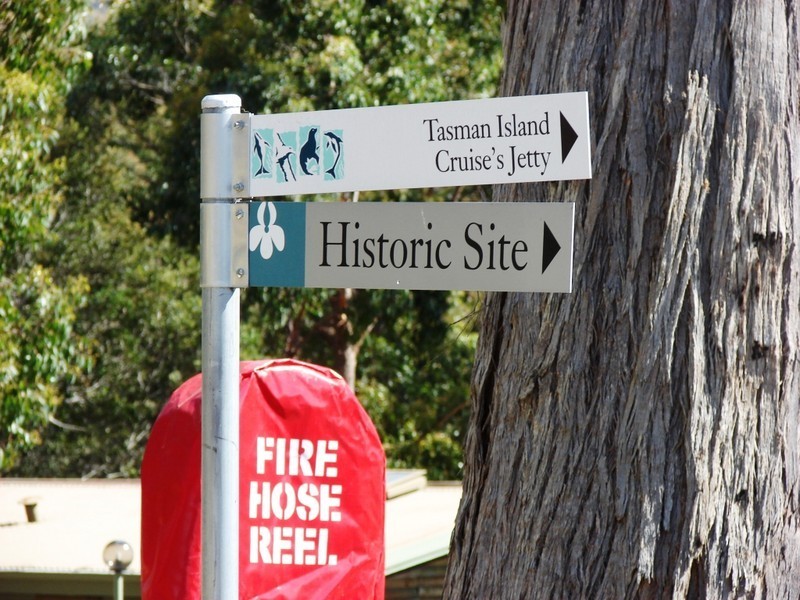 Tasman Island
Cruise's Jetty
Historic Site
FIRE
HOSE
REEL